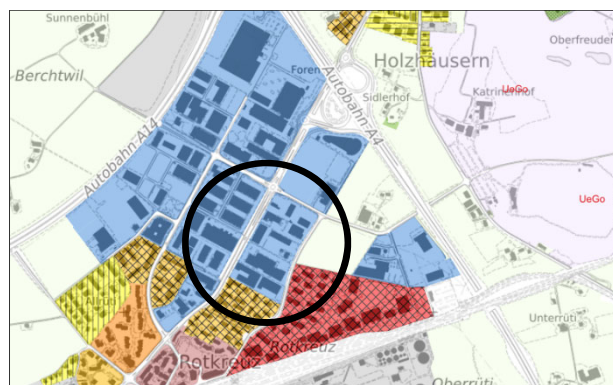 Sunnenbühl
Oberfreuden
Holzhäusern
Berchtwil
Foren
Autobahn-A4
Sidlerhof
Katrinenhof
UeGo
Autobahn-A14
UeGo
Unterrüti
Rotkreuz
Rotkreuz
Oberrüti